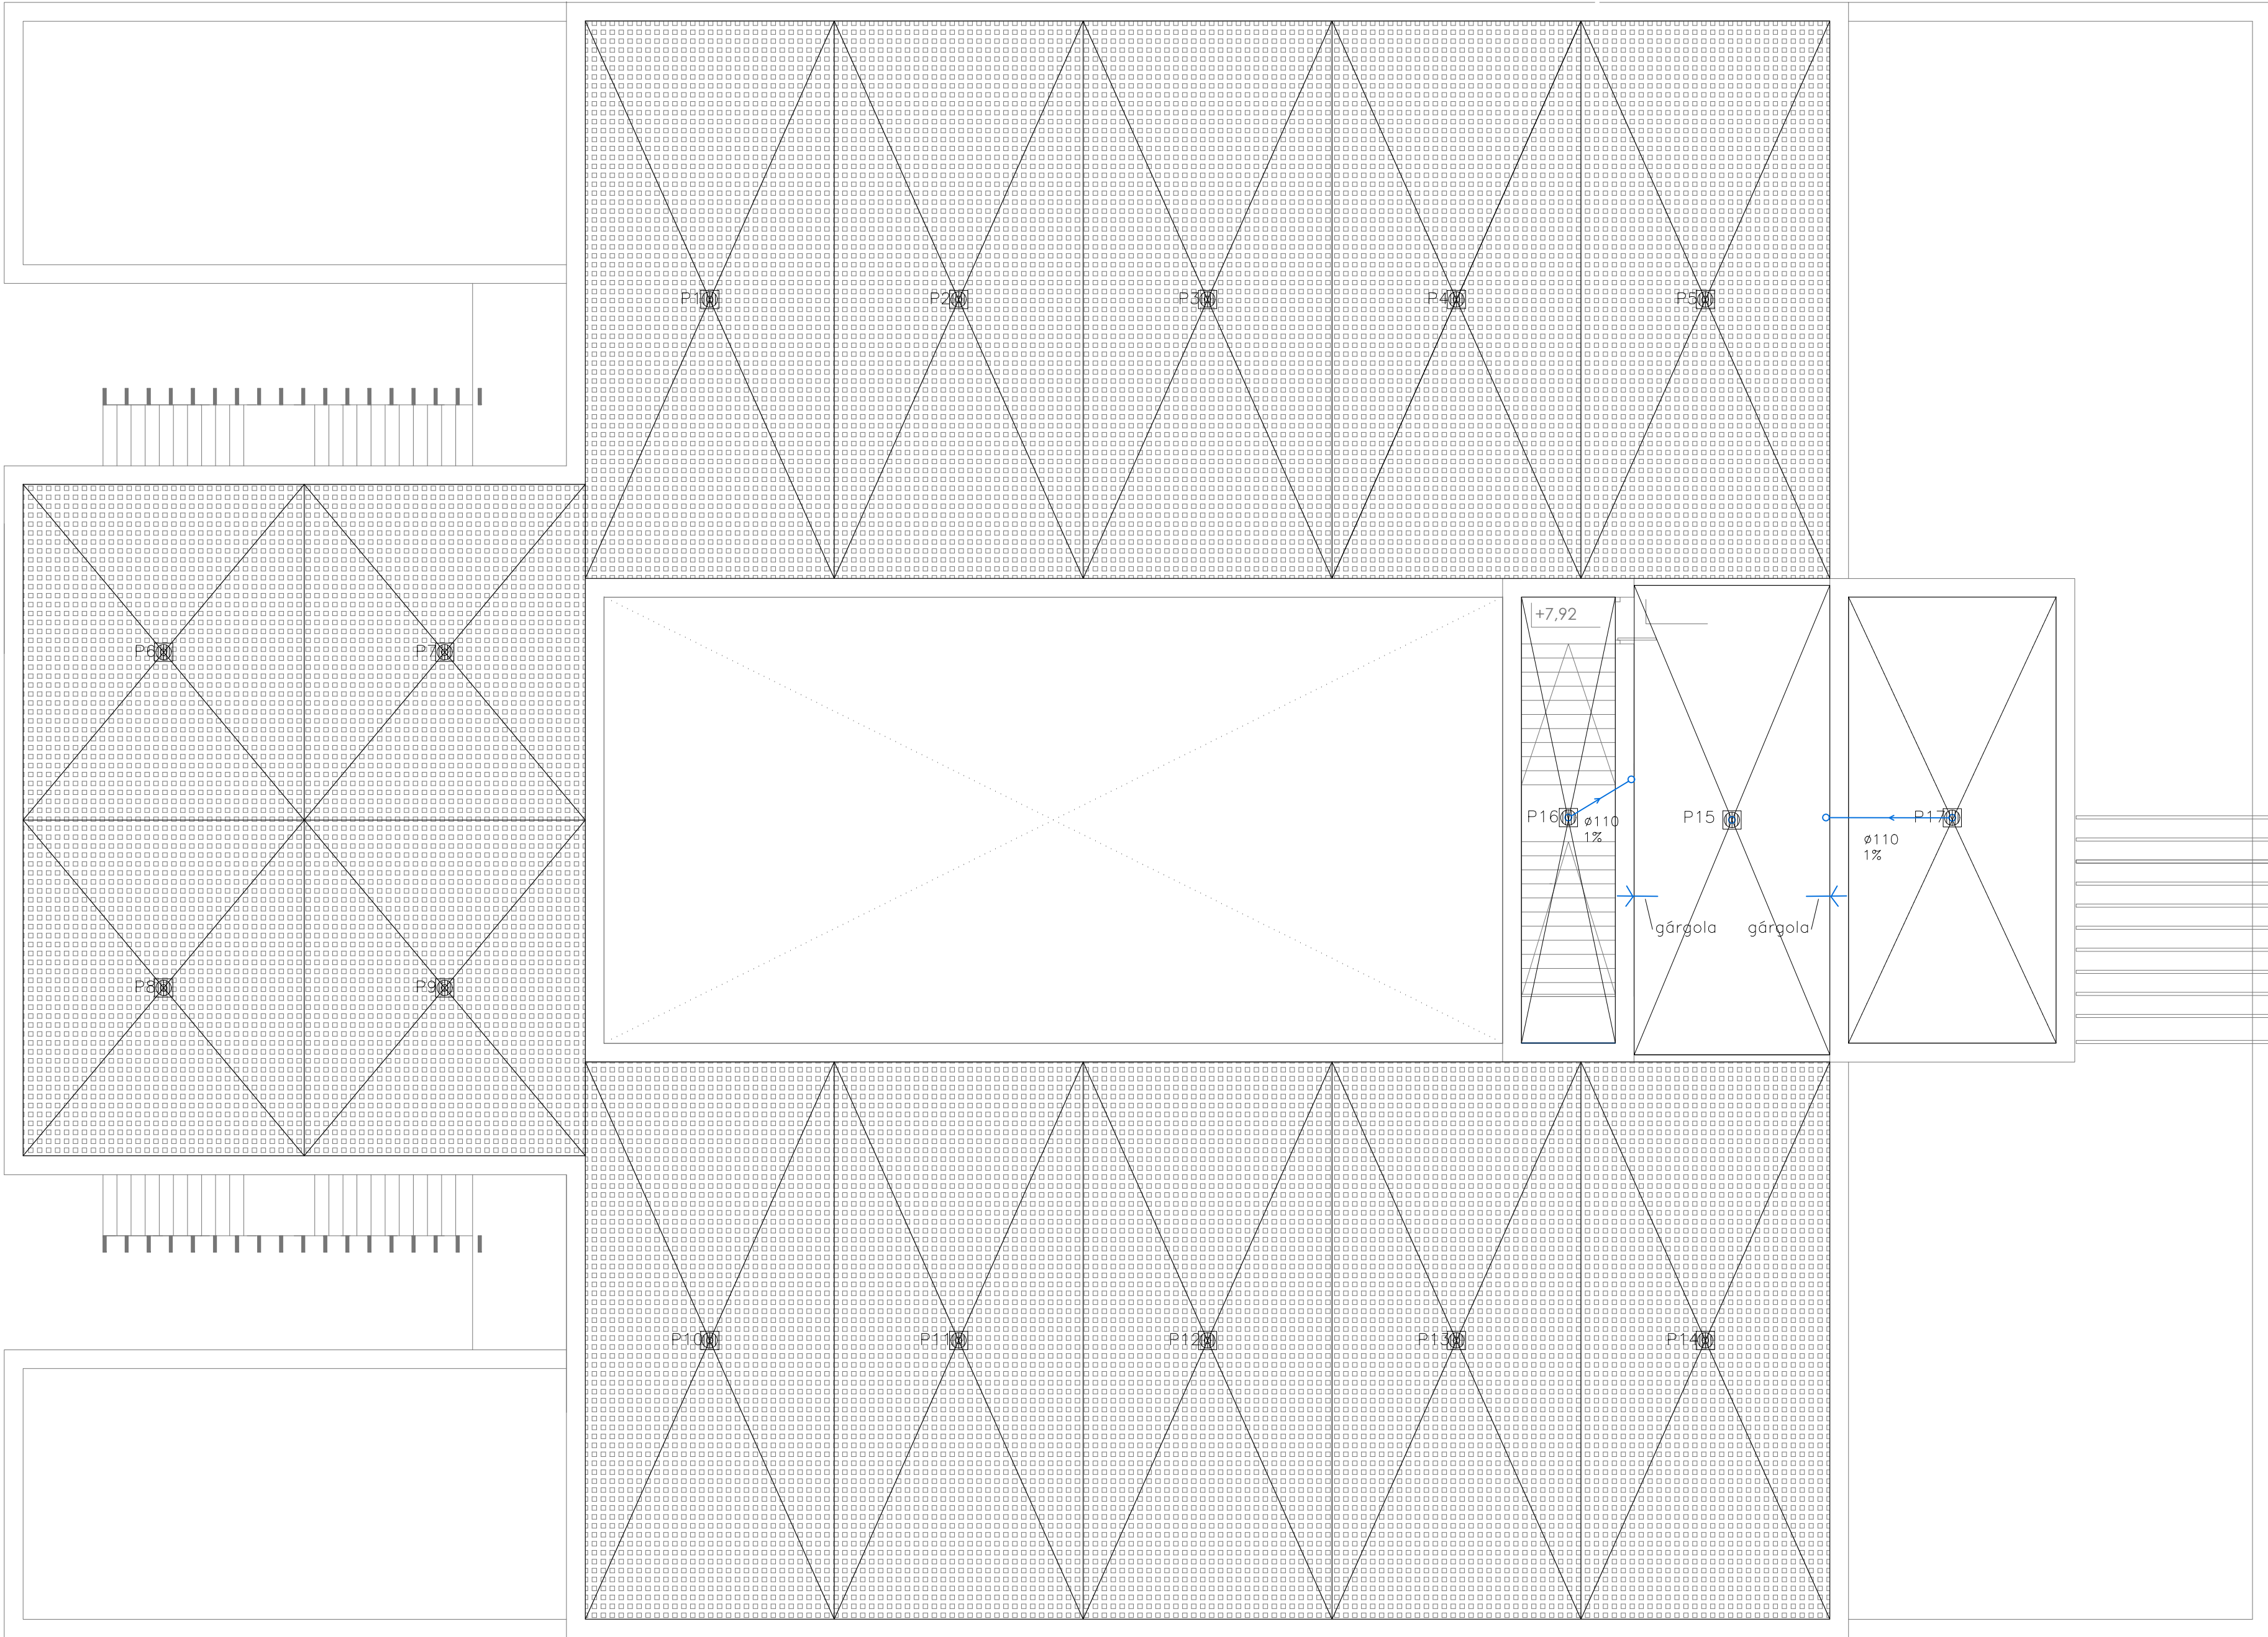 P1
P2
P3
P4
P5
+7,92
P6
P7
P16
P15
P17
ø110
1%
ø110
1%
gárgola
gárgola
P8
P9
P10
P11
P12
P13
P14